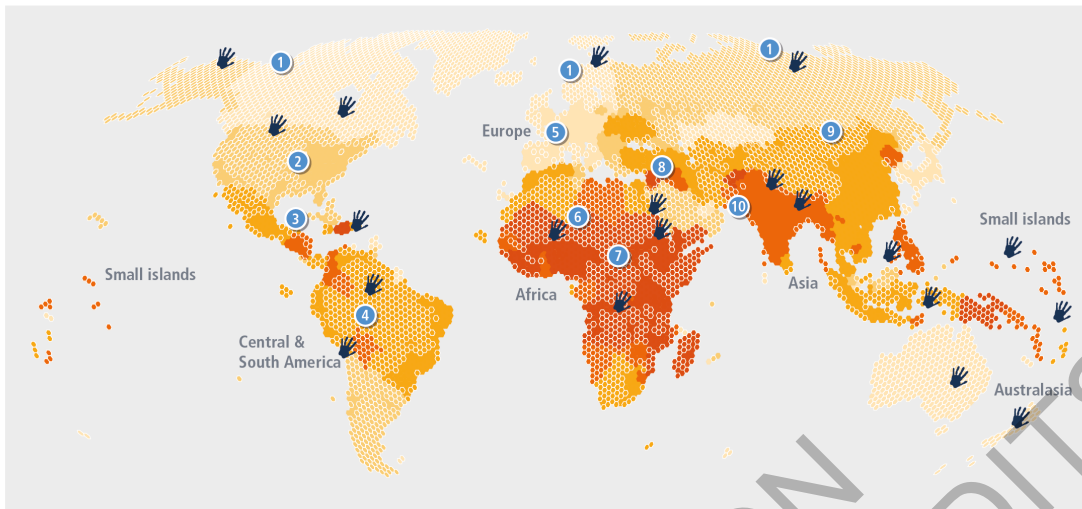 1
1
1
2
Europe
5
9
8
10
3
6
Small islands
7
Small islands
Asia
Africa
4
Central &
South America
Australasia